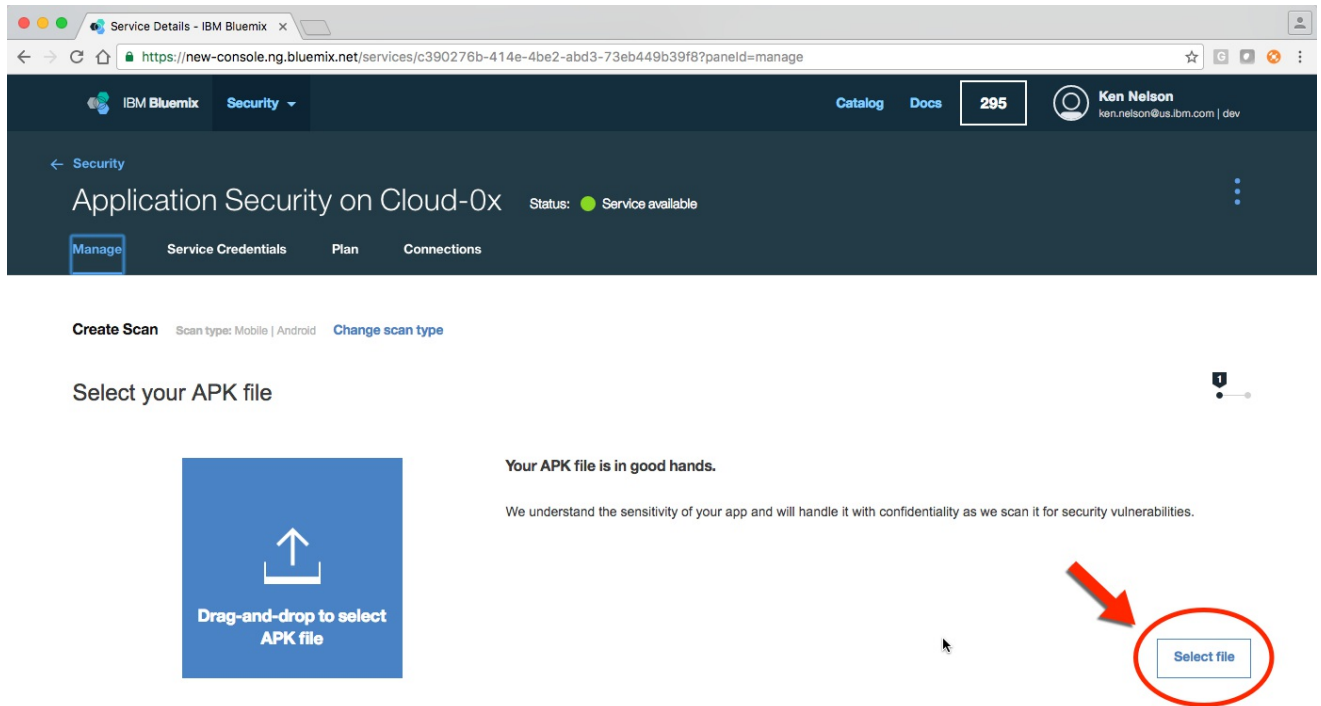 Service Details - IBM Bluemix
https://new-console.ng.bluemix.net/services/c390276b-414e-4be2-abd3-73eb449b39f8?paneId=manage
IBM Bluemix Security Catalog Docs 295 Ken Nelson
ken.nelson@us.ibm.com | dev
Security
Application Security on Cloud-0x Status: Service available
Manage Service Credentials Plan Connections
Create Scan Scan type: Mobile | Android Change scan type
Select your APK file
1
Your APK file is in good hands.
We understand the sensitivity of your app and will handle it with confidentiality as we scan it for security vulnerabilities.
Drag-and-drop to select
APK file
Select file